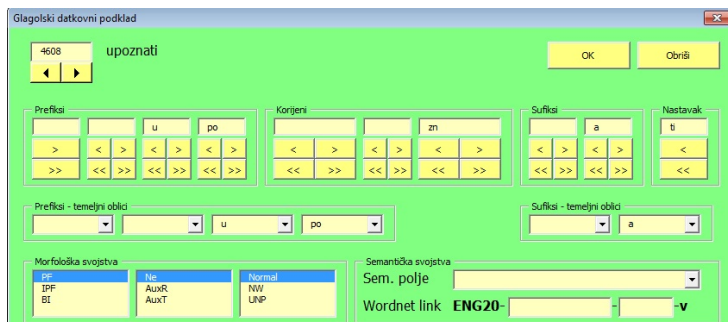 Glagolski datkovni podklad
4608 upoznati OK Obriši
Prefiksi Korijeni Sufiksi Nastavak
u po zn a ti
> < > < > < > < > < > < > < > < > <
>> << >> << >> << >> << >> << >> << >> << >> << >> <<
Prefiksi - temeljni oblici Sufiksi - temeljni oblici
u po a
Morfološka svojstva Semantička svojstva
PF Ne Normal Sem. polje
IPF AuxR NW
BI AuxT UNP Wordnet link ENG20- - -v